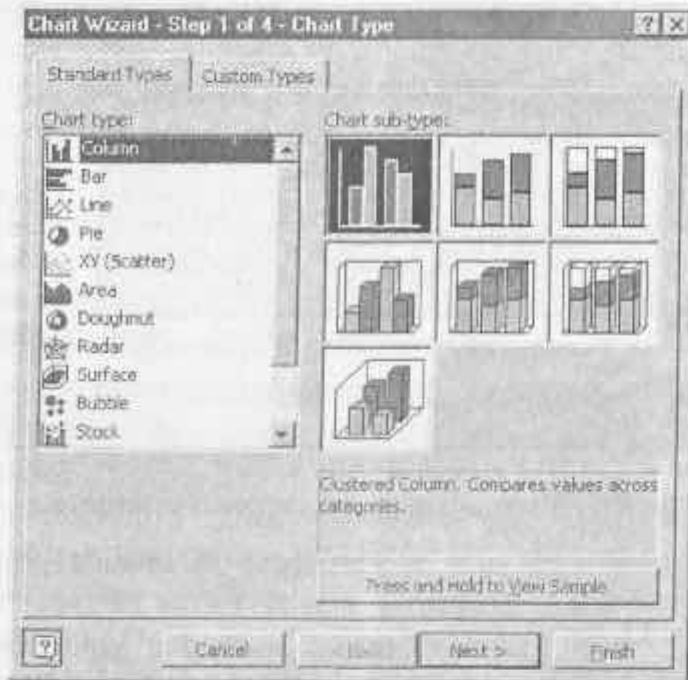 Chart Wizard - Step 1 of 4 - Chart Type
Standard Types
Custom Types
Chart type:
Column
Bar
Line
Pie
XY (Scatter)
Area
Doughnut
Radar
Surface
Bubble
Stock
Chart sub-type:
Clustered Column. Compares values across
categories.
Press and Hold to View Sample
Cancel
Next >
Finish